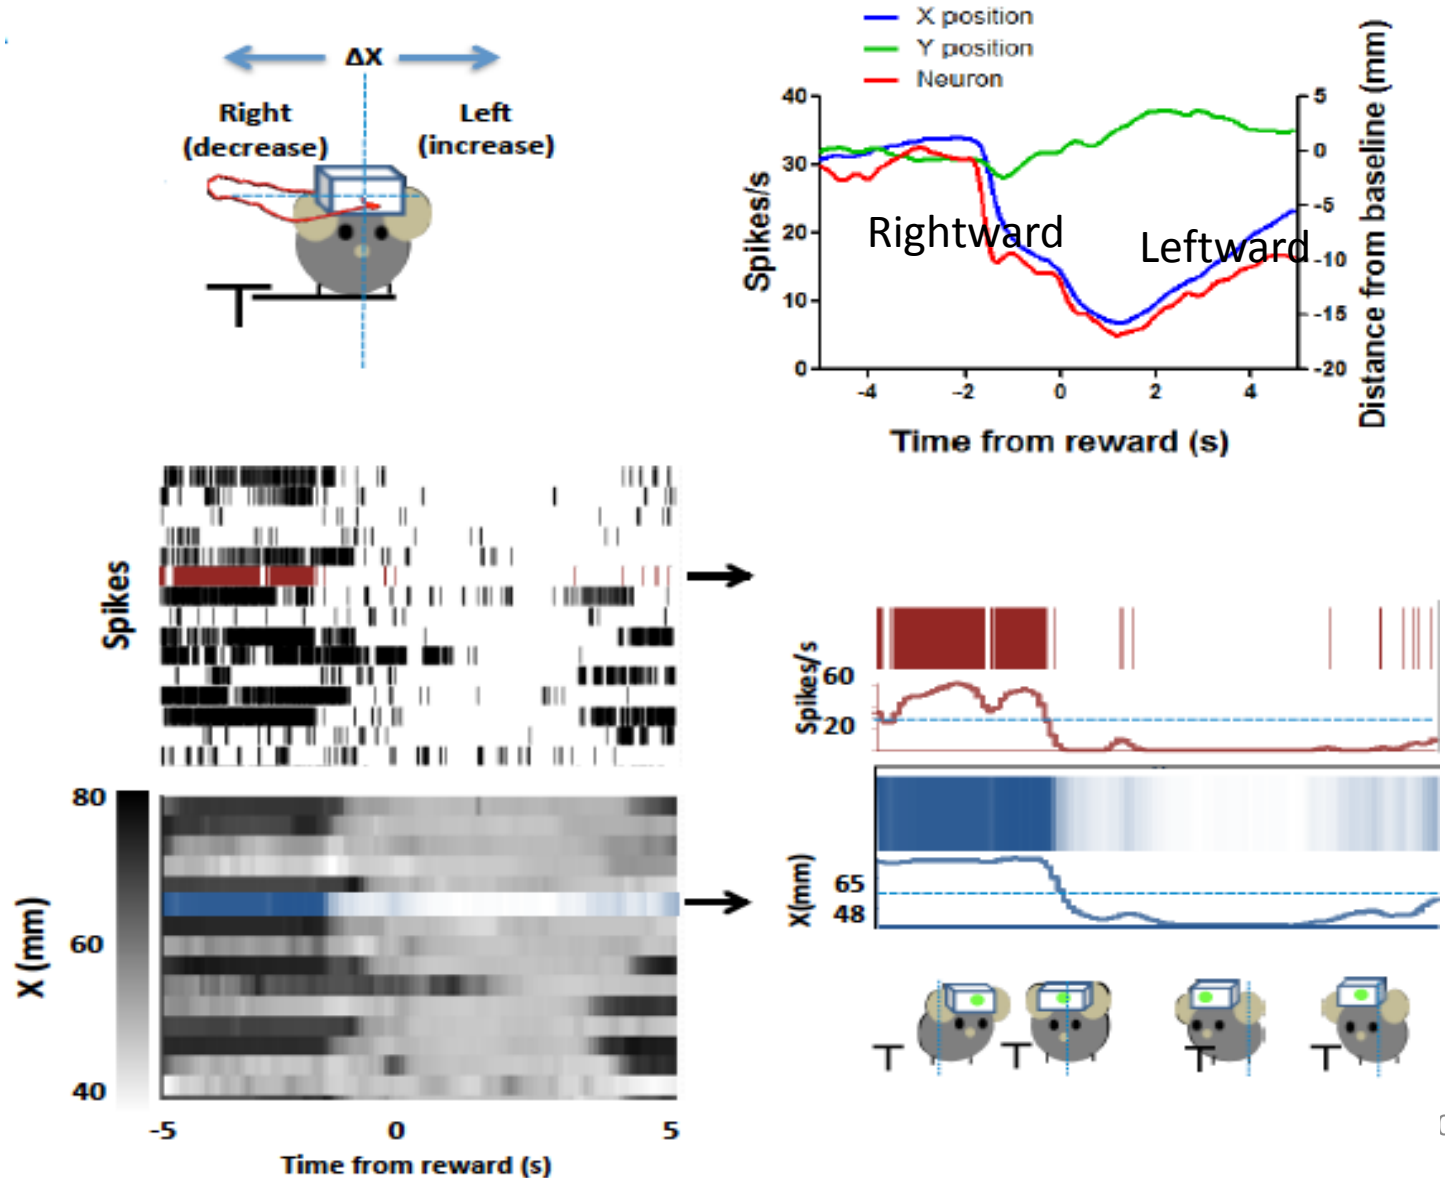 ΔX
Right
(decrease)
Left
(increase)
X position
Y position
Neuron
40
30
20
10
0
Spikes/s
5
0
-5
-10
-15
-20
Distance from baseline (mm)
Rightward
Leftward
-4
-2
0
2
4
Time from reward (s)
Spikes
80
60
40
X (mm)
-5
0
5
Time from reward (s)
Spikes/s
60
20
X(mm)
65
48